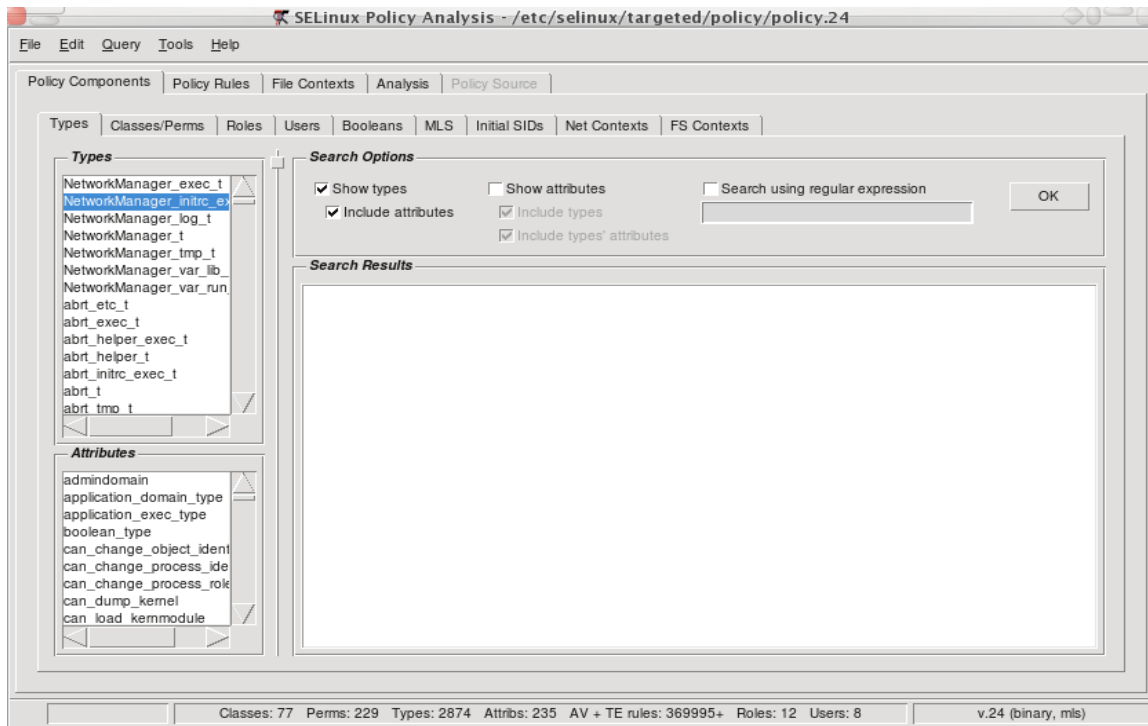 SELinux Policy Analysis - /etc/selinux/targeted/policy/policy.24
File Edit Query Tools Help
Policy Components Policy Rules File Contexts Analysis Policy Source
Types Classes/Perms Roles Users Booleans MLS Initial SIDs Net Contexts FS Contexts
Types
NetworkManager_exec_t
NetworkManager_initrc_ex
NetworkManager_log_t
NetworkManager_t
NetworkManager_tmp_t
NetworkManager_var_lib_
NetworkManager_var_run_
abrt_etc_t
abrt_exec_t
abrt_helper_exec_t
abrt_helper_t
abrt_initrc_exec_t
abrt_t
abrt_tmp_t
Attributes
admindomain
application_domain_type
application_exec_type
boolean_type
can_change_object_ident
can_change_process_ide
can_change_process_role
can_dump_kernel
can_load_kernmodule
Search Options
Show types Show attributes Search using regular expression OK
Include attributes Include types
Include types' attributes
Search Results
Classes: 77 Perms: 229 Types: 2874 Attribs: 235 AV + TE rules: 369995+ Roles: 12 Users: 8 v.24 (binary, mls)